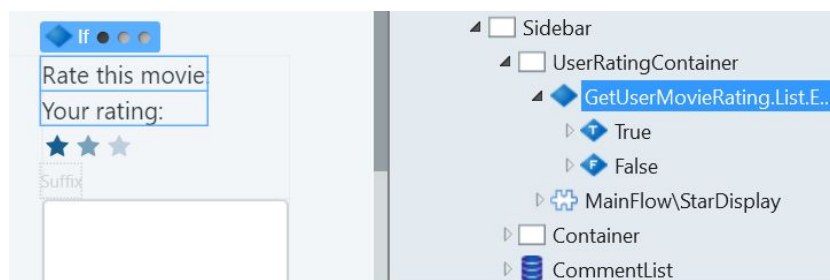 If
Rate this movie:
Your rating:
Suffix
Sidebar
UserRatingContainer
GetUserMovieRating.List.E..
T True
F False
MainFlow\StarDisplay
Container
CommentList